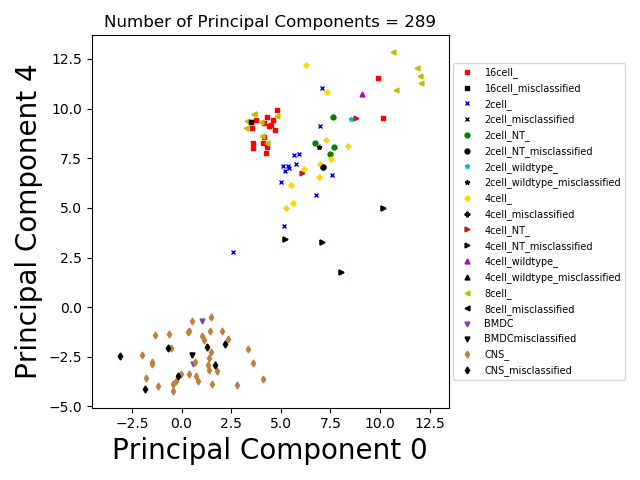 Number of Principal Components = 289
Principal Component 4
12.5
10.0
7.5
5.0
2.5
0.0
−2.5
−5.0
−2.5
0.0
2.5
5.0
7.5
10.0
12.5
Principal Component 0
16cell_
16cell_misclassified
2cell_
2cell_misclassified
2cell_NT_
2cell_NT_misclassified
2cell_wildtype_
2cell_wildtype_misclassified
4cell_
4cell_misclassified
4cell_NT_
4cell_NT_misclassified
4cell_wildtype_
4cell_wildtype_misclassified
8cell_
8cell_misclassified
BMDC
BMDCmisclassified
CNS_
CNS_misclassified